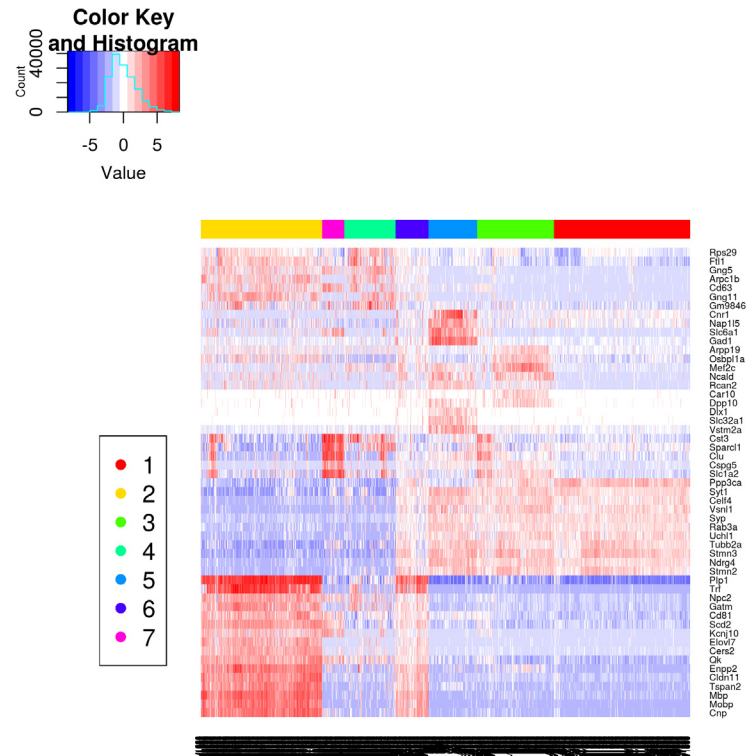 Color Key
and Histogram
Count
40000
0
-5 0 5
Value
Rps29
Ftl1
Gng5
Arpc1b
Cd63
Gng11
Gm9846
Cnr1
Nap1l5
Slc6a1
Gad1
Arpp19
Osbpl1a
Mef2c
Ncald
Rcan2
Car10
Dpp10
Dlx1
Slc32a1
Vstm2a
Cst3
Sparcl1
Clu
Cspg5
Slc1a2
Ppp3ca
Syt1
Celf4
Vsnl1
Syp
Rab3a
Uchl1
Tubb2a
Stmn3
Ndrg4
Stmn2
Plp1
Trf
Npc2
Gatm
Cd81
Scd2
Kcnj10
Elovl7
Cers2
Qk
Enpp2
Cldn11
Tspan2
Mbp
Mobp
Cnp
1
2
3
4
5
6
7